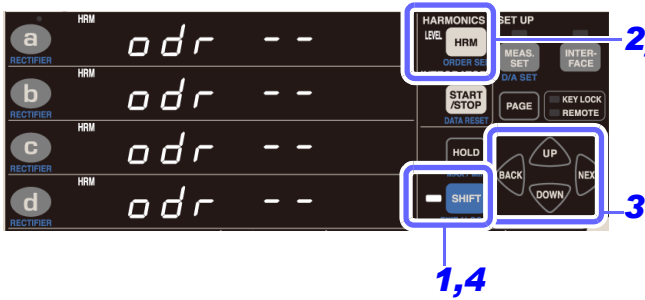 HRM
a
odr --
RECTIFIER
HRM
b
odr --
RECTIFIER
HRM
c
odr --
RECTIFIER
HRM
d
odr --
RECTIFIER
HARMONICS
LEVEL
HRM
ORDER SE
START
/STOP
DATA RESET
HOLD
SHIFT
SET UP
MEAS.
SET
INTER-
FACE
D/A SET
PAGE
KEY LOCK
REMOTE
UP
BACK
NEX
DOWN
2,
3
1,4